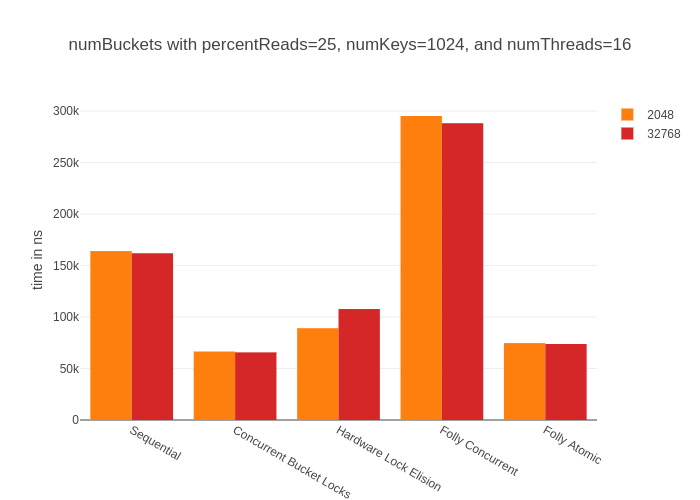 numBuckets with percentReads=25, numKeys=1024, and numThreads=16
2048
32768
time in ns
300k
250k
200k
150k
100k
50k
0
Sequential
Concurrent Bucket Locks
Hardware Lock Elision
Folly Concurrent
Folly Atomic